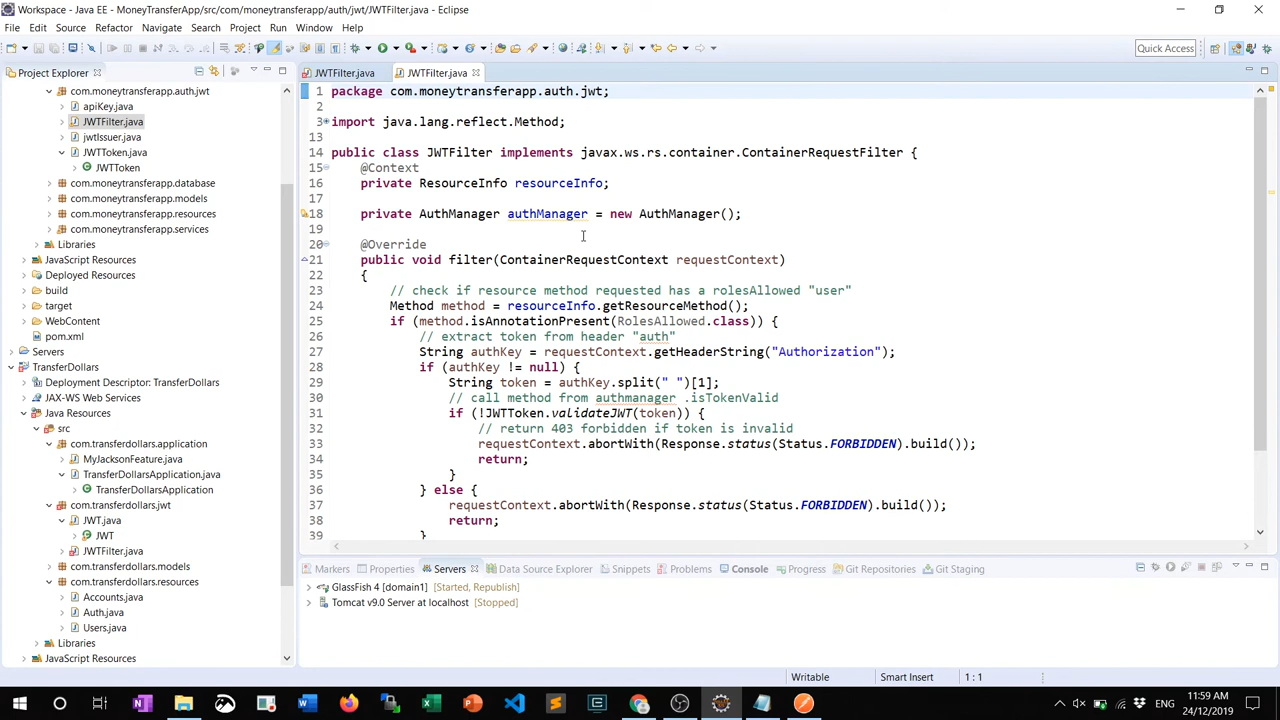 Workspace - Java EE - MoneyTransferApp/src/com/moneytransferapp/auth/jwt/JWTFilter.java - Eclipse
File Edit Source Refactor Navigate Search Project Run Window Help
Quick Access
Project Explorer
com.moneytransferapp.auth.jwt
apiKey.java
JWTFilter.java
jwtIssuer.java
JWTToken.java
JWTToken
com.moneytransferapp.database
com.moneytransferapp.models
com.moneytransferapp.resources
com.moneytransferapp.services
Libraries
JavaScript Resources
Deployed Resources
build
target
WebContent
pom.xml
Servers
TransferDollars
Deployment Descriptor: TransferDollars
JAX-WS Web Services
Java Resources
src
com.transferdollars.application
MyJacksonFeature.java
TransferDollarsApplication.java
TransferDollarsApplication
com.transferdollars.jwt
JWT.java
JWT
JWTFilter.java
com.transferdollars.models
com.transferdollars.resources
Accounts.java
Auth.java
Users.java
Libraries
JavaScript Resources
JWTFilter.java JWTFilter.java
1 package com.moneytransferapp.auth.jwt;
2
3 import java.lang.reflect.Method;
13
14 public class JWTFilter implements javax.ws.rs.container.ContainerRequestFilter {
15 @Context
16 private ResourceInfo resourceInfo;
17
18 private AuthManager authManager = new AuthManager();
19
20 @Override
21 public void filter(ContainerRequestContext requestContext)
22 {
23 // check if resource method requested has a rolesAllowed "user"
24 Method method = resourceInfo.getResourceMethod();
25 if (method.isAnnotationPresent(RolesAllowed.class)) {
26 // extract token from header "auth"
27 String authKey = requestContext.getHeaderString("Authorization");
28 if (authKey != null) {
29 String token = authKey.split(" ")[1];
30 // call method from authmanager .isTokenValid
31 if (!JWTToken.validateJWT(token)) {
32 // return 403 forbidden if token is invalid
33 requestContext.abortWith(Response.status(Status.FORBIDDEN).build());
34 return;
35 }
36 } else {
37 requestContext.abortWith(Response.status(Status.FORBIDDEN).build());
38 return;
39 }
Markers Properties Servers Data Source Explorer Snippets Problems Console Progress Git Repositories Git Staging
GlassFish 4 [domain1] [Started, Republish]
Tomcat v9.0 Server at localhost [Stopped]
Writable Smart Insert 1 : 1
ENG
11:59 AM
24/12/2019